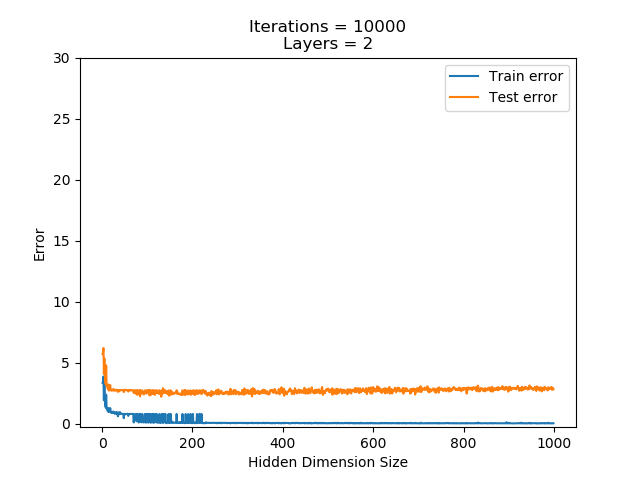 Iterations = 10000
Layers = 2
Train error
Test error
30
25
20
15
10
5
0
Error
0
200
400
600
800
1000
Hidden Dimension Size